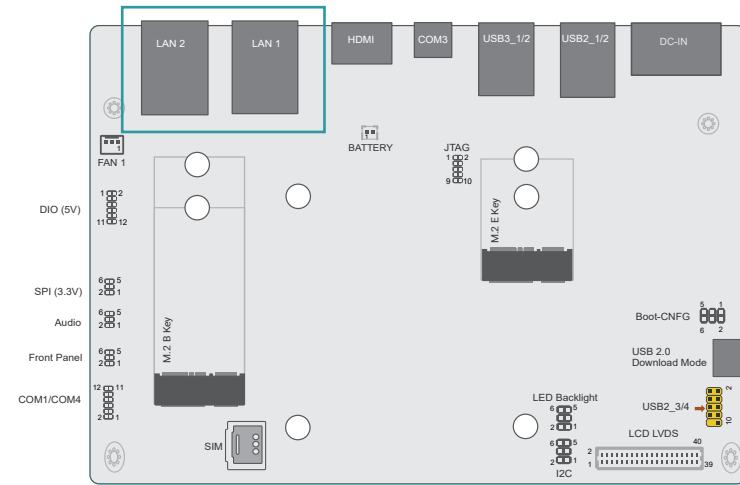 LAN 2
LAN 1
HDMI
COM3
USB3_1/2
USB2_1/2
DC-IN
1
BATTERY
JTAG
1 2
9 10
1
FAN 1
DIO (5V)
1 2
11 12
M.2 E Key
SPI (3.3V)
6 5
2 1
Audio
6 5
2 1
M.2 B Key
Front Panel
6 5
2 1
COM1/COM4
12 11
2 1
SIM
Boot-CNFG
5 1
6 2
USB 2.0
Download Mode
USB2_3/4
2
10
LED Backlight
6 5
2 1
6 5
2 1
I2C
LCD LVDS
40
2
1
39